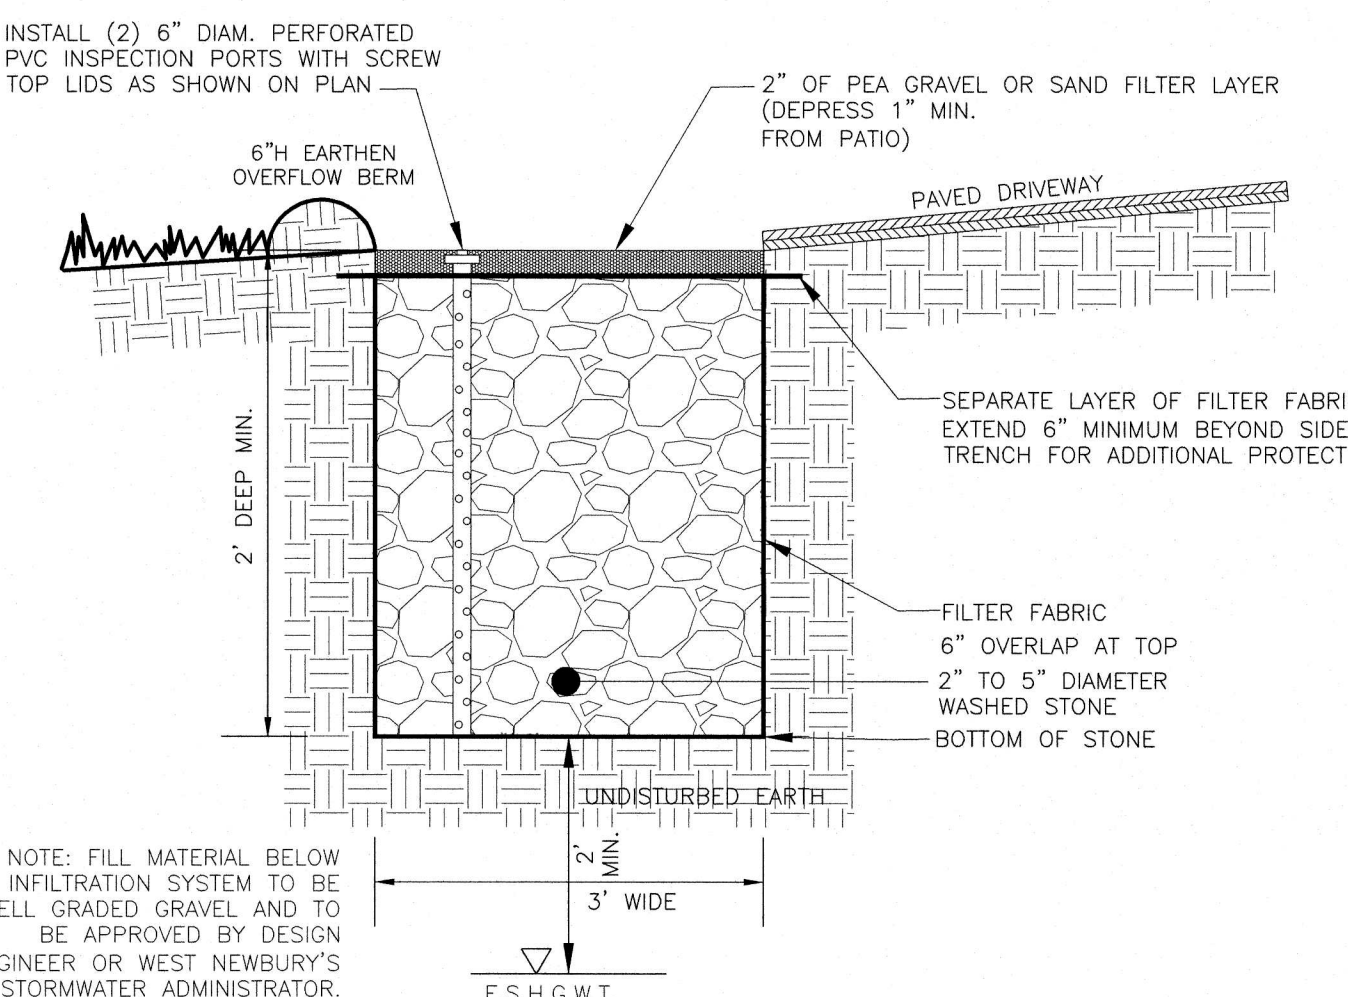 INSTALL (2) 6" DIAM. PERFORATED
PVC INSPECTION PORTS WITH SCREW
TOP LIDS AS SHOWN ON PLAN
2" OF PEA GRAVEL OR SAND FILTER LAYER
(DEPRESS 1" MIN.
FROM PATIO)
6"H EARTHEN
OVERFLOW BERM
PAVED DRIVEWAY
SEPARATE LAYER OF FILTER
EXTEND 6" MINIMUM BEYOND SIDE
TRENCH FOR ADDITIONAL
2' DEEP MIN.
FILTER FABRIC
6" OVERLAP AT TOP
2" TO 5" DIAMETER
WASHED STONE
BOTTOM OF STONE
UNDISTURBED EARTH
2'
MIN.
3' WIDE
NOTE: FILL MATERIAL BELOW
INFILTRATION SYSTEM TO BE
GRADED GRAVEL AND TO
BE APPROVED BY DESIGN
OR WEST NEWBURY'S
STORMWATER ADMINISTRATOR.
E.S.H.G.W.T.